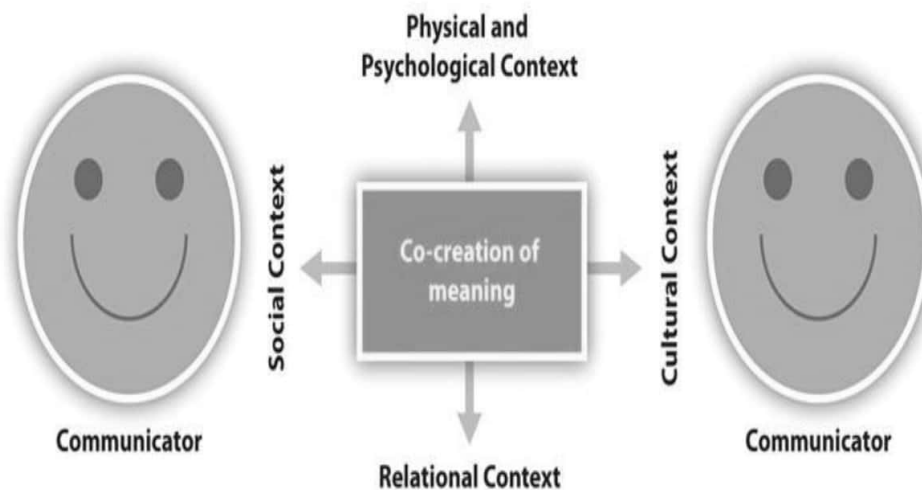 Physical and
Psychological Context
Social Context
Co-creation of
meaning
Cultural Context
Communicator
Communicator
Relational Context